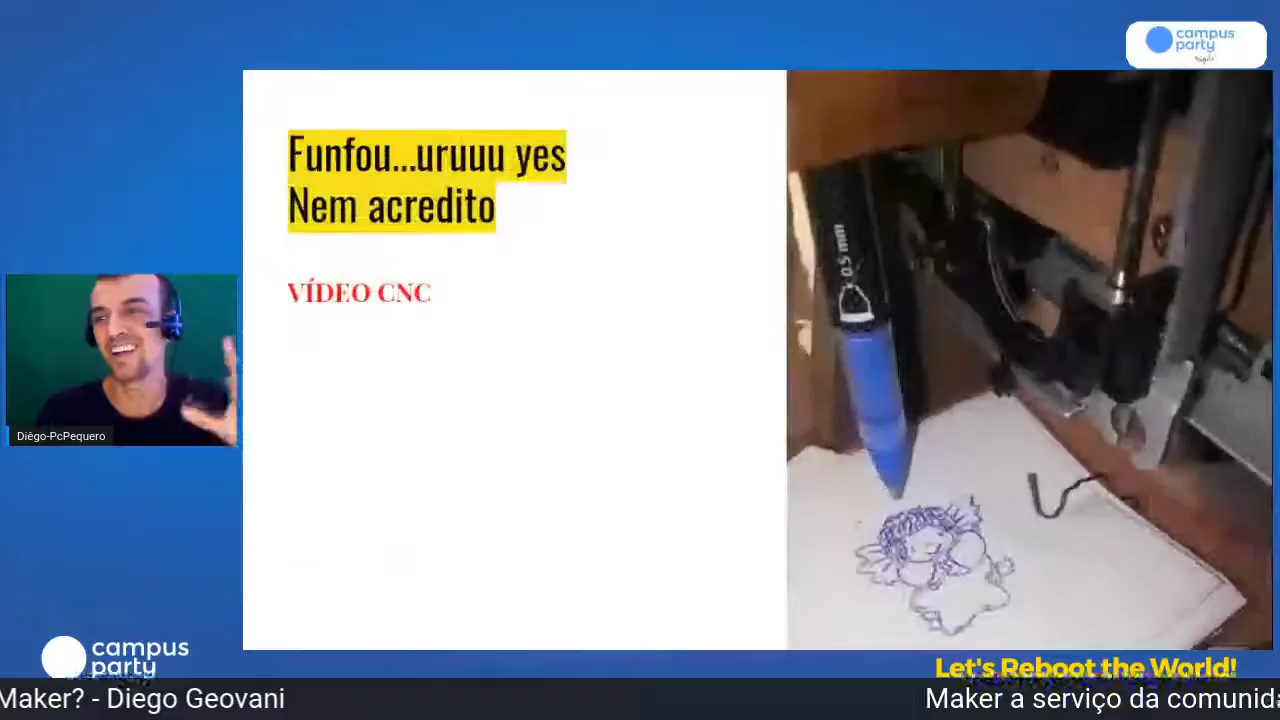 campus
party
Funfou...uruuu yes
Nem acredito
VÍDEO CNC
0.5 mm
Diêgo-PcPequero
campus
party
Let's Reboot the World!
Maker? - Diego Geovani
Maker a serviço da comunid